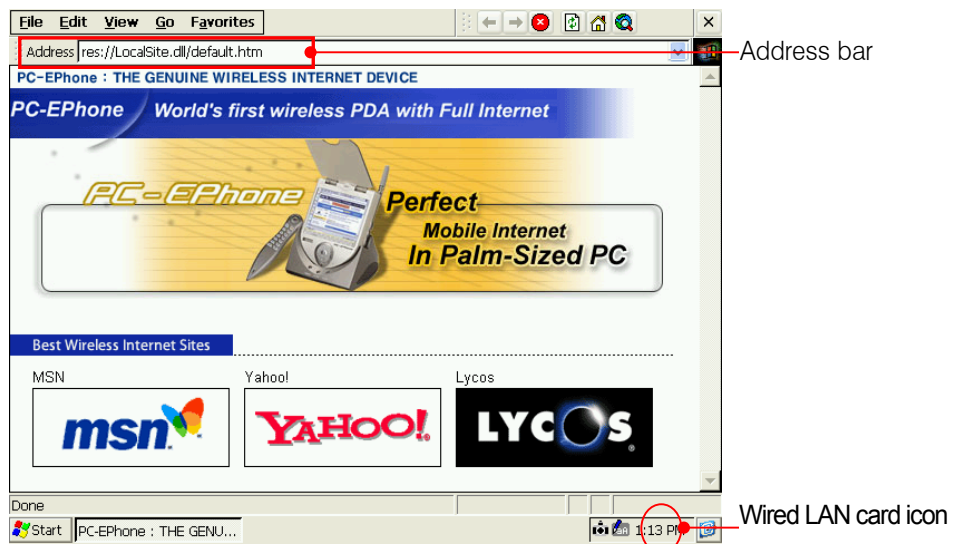 File Edit View Go Favorites
Address res://LocalSite.dll/default.htm
Address bar
PC-EPhone : THE GENUINE WIRELESS INTERNET DEVICE
PC-EPhone World's first wireless PDA with Full Internet
PC-EPhone
Perfect
Mobile Internet
In Palm-Sized PC
Best Wireless Internet Sites
MSN Yahoo! Lycos
msn YAHOO! LYCOS
Done
Start PC-EPhone : THE GENU... 1:13 PM
Wired LAN card icon